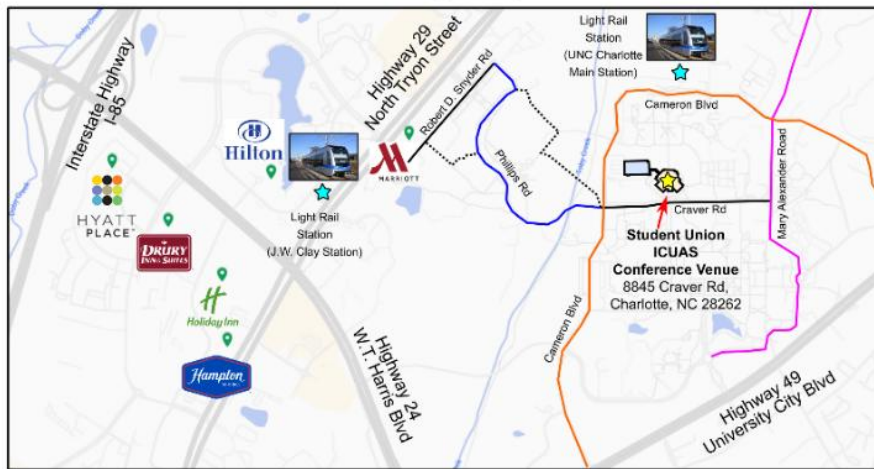 Light Rail
Station
(UNC Charlotte
Main Station)
Interstate Highway
I-85
Highway 29
North Tryon Street
Robert D. Snyder Rd
Cameron Blvd
Mary Alexander Road
Hilton
MARRIOTT
Phillips Rd
HYATT
PLACE
Light Rail
Station
(J.W. Clay Station)
Craver Rd
DRURY
INN & SUITES
Student Union
ICUAS
Conference Venue
8845 Craver Rd,
Charlotte, NC 28262
Holiday Inn
Cameron Blvd
Hampton
Highway 24
W.T. Harris Blvd
Highway 49
University City Blvd